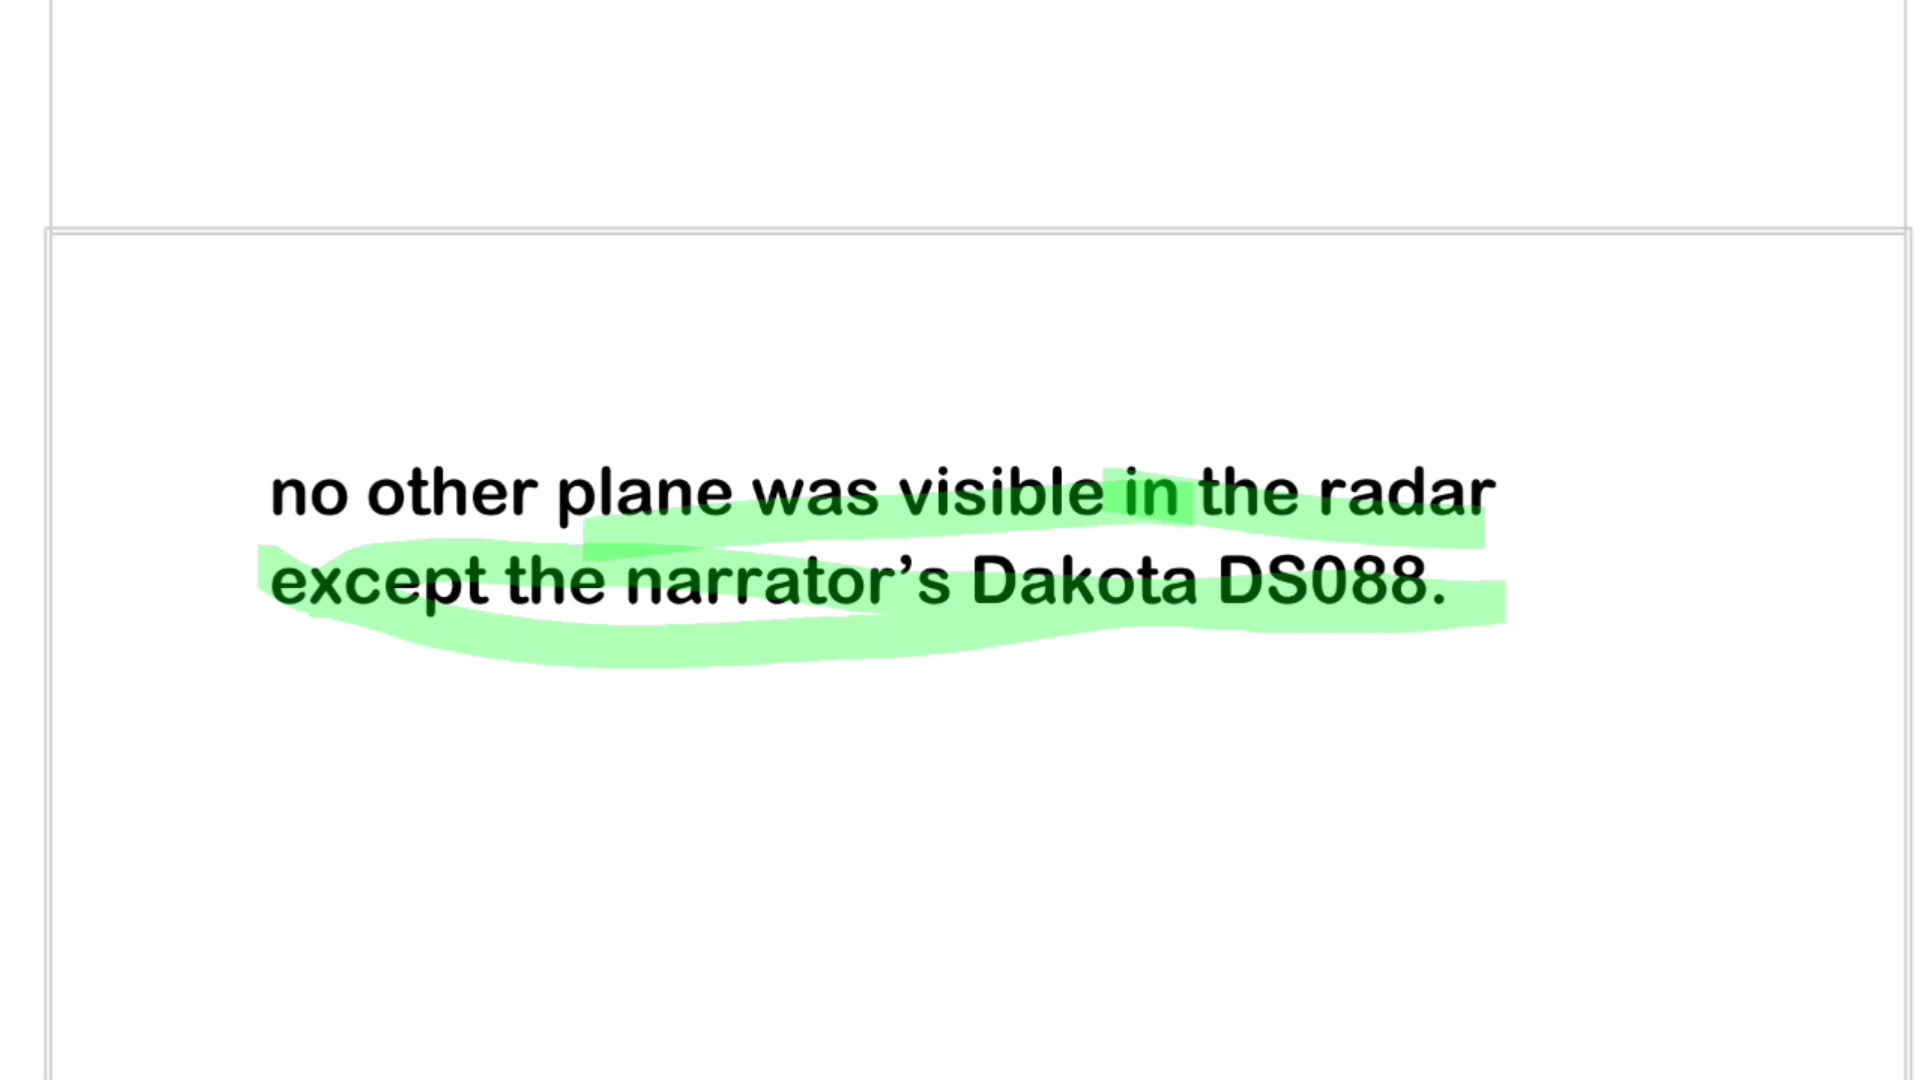 no other plane was visible in the radar
except the narrator’s Dakota DS088.